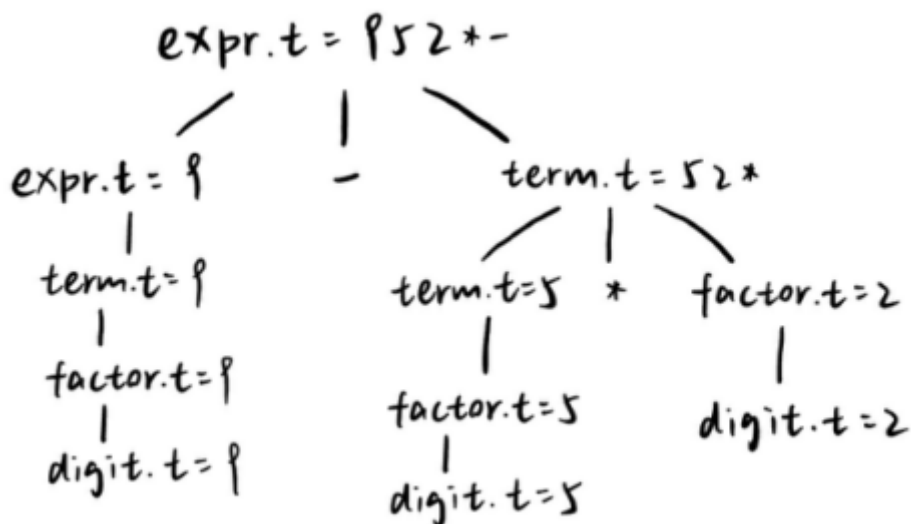 expr.t = 952*-
expr.t = 9 - term.t = 52*
term.t=9 term.t=5 * factor.t=2
factor.t=9 factor.t=5 digit.t=2
digit.t=9 digit.t=5